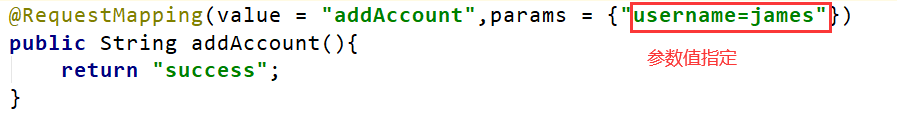 @RequestMapping(value = "addAccount",params = {"username=james"})
public String addAccount(){
    return "success";
参数值指定
}